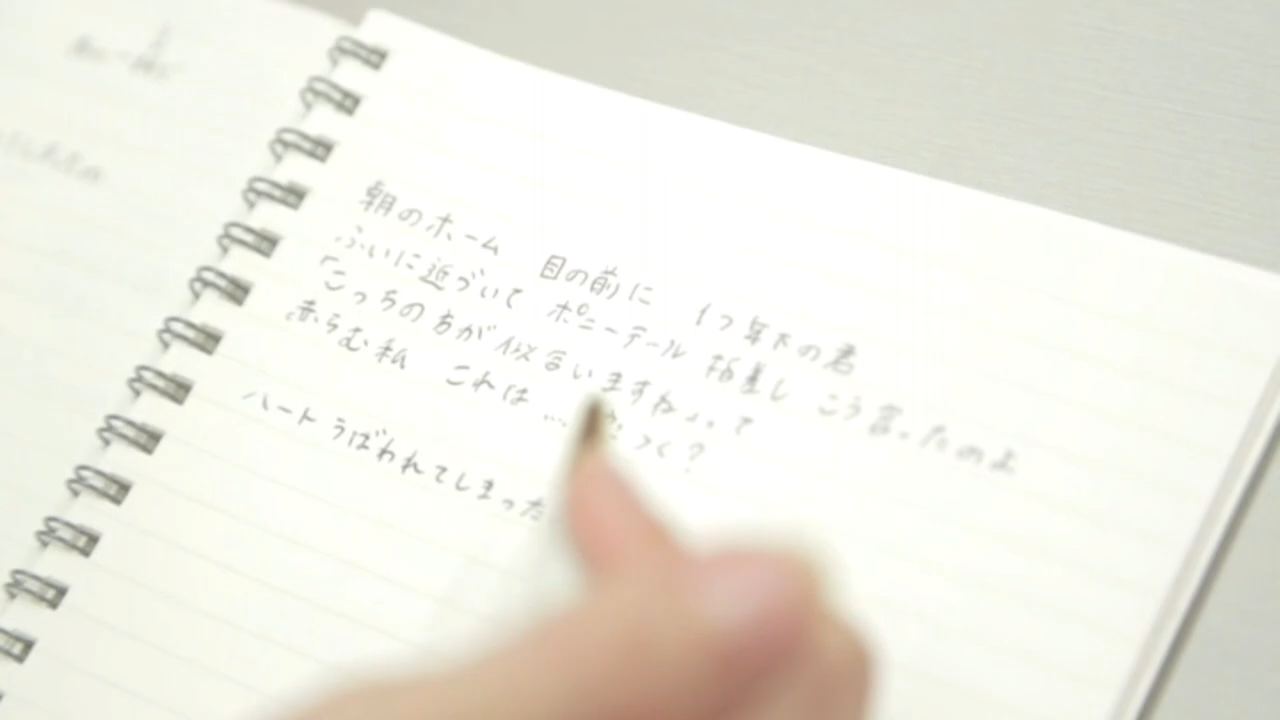 朝のホーム 目の前に 1つ年下の君
ふいに近づいて ポニーテール 指差し こう言ったのよ
「こっちの方が似合いますね」。って
赤らむ私 これは… っく?
ハートうばわれてしまった